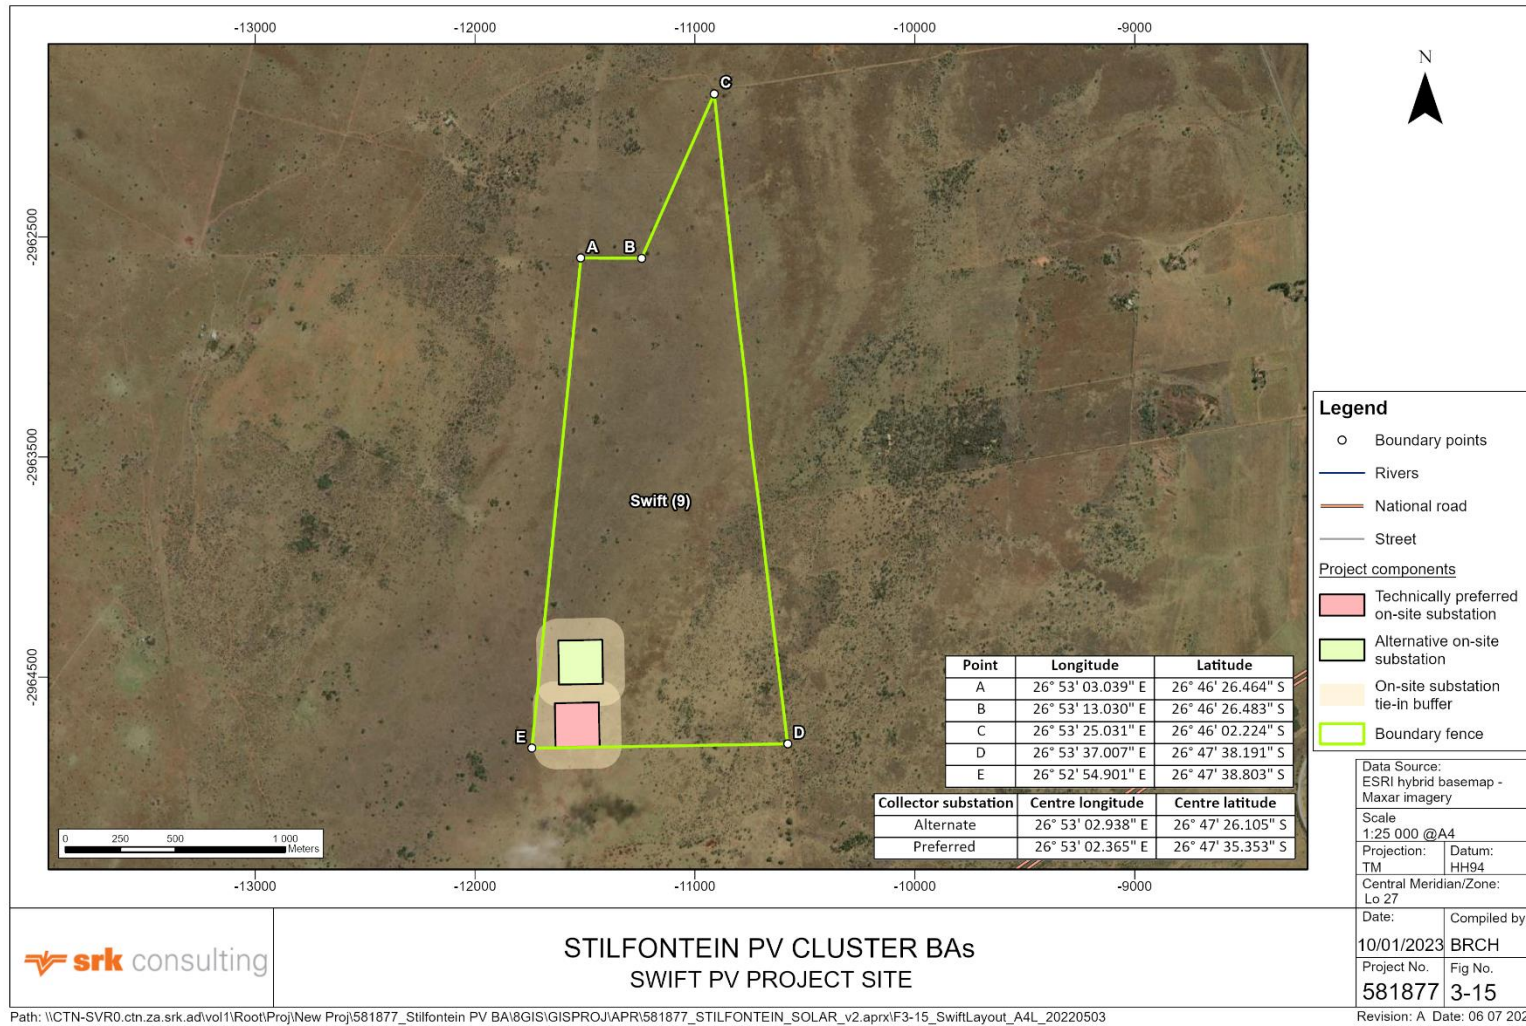 -13000 -12000 -11000 -10000 -9000
N
C
-2962500
A B
-2963500
Swift (9)
-2964500
E D
Legend
Boundary points
Rivers
National road
Street
Project components
Technically preferred
on-site substation
Alternative on-site
substation
On-site substation
tie-in buffer
Boundary fence
Point Longitude Latitude
A 26° 53' 03.039" E 26° 46' 26.464" S
B 26° 53' 13.030" E 26° 46' 26.483" S
C 26° 53' 25.031" E 26° 46' 02.224" S
D 26° 53' 37.007" E 26° 47' 38.191" S
E 26° 52' 54.901" E 26° 47' 38.803" S
Collector substation Centre longitude Centre latitude
Alternate 26° 53' 02.938" E 26° 47' 26.105" S
Preferred 26° 53' 02.365" E 26° 47' 35.353" S
0 250 500 1 000
Meters
-13000 -12000 -11000 -10000 -9000
Data Source:
ESRI hybrid basemap -
Maxar imagery
Scale
1:25 000 @A4
Projection: Datum:
TM HH94
Central Meridian/Zone:
Lo 27
Date: Compiled by
10/01/2023 BRCH
Project No. Fig No.
581877 3-15
srk consulting
STILFONTEIN PV CLUSTER BAs
SWIFT PV PROJECT SITE
Path: \\CTN-SVR0.ctn.za.srk.ad\vol1\Root\Proj\New Proj\581877_Stilfontein PV BA\8GIS\GISPROJ\APR\581877_STILFONTEIN_SOLAR_v2.aprx\F3-15_SwiftLayout_A4L_20220503
Revision: A Date: 06 07 202